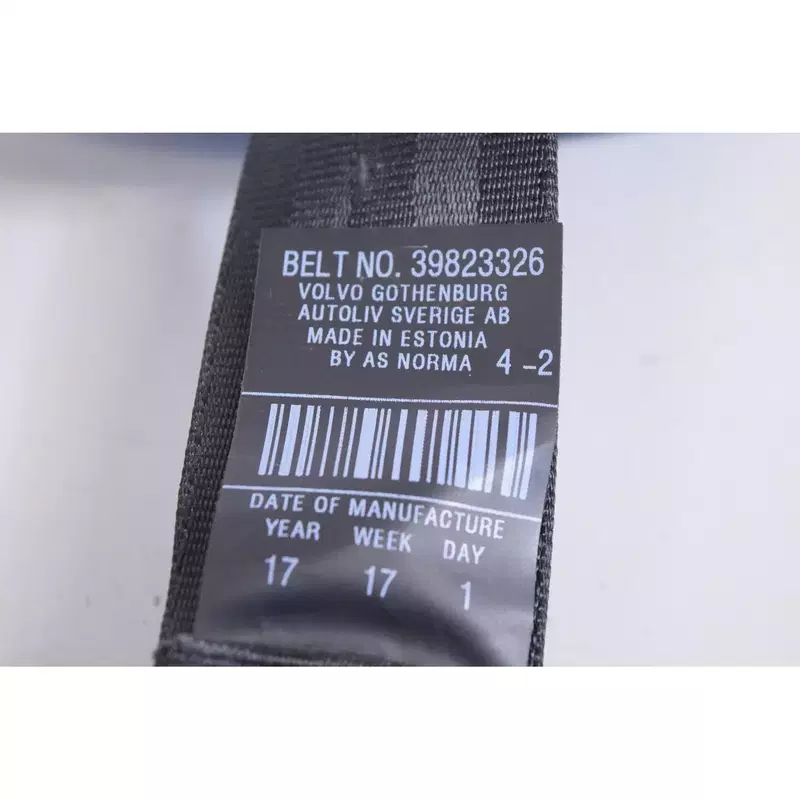 BELT NO. 39823326
VOLVO GOTHENBURG
AUTOLIV SVERIGE AB
MADE IN ESTONIA
BY AS NORMA 4 -2
DATE OF MANUFACTURE
YEAR WEEK DAY
17 17 1